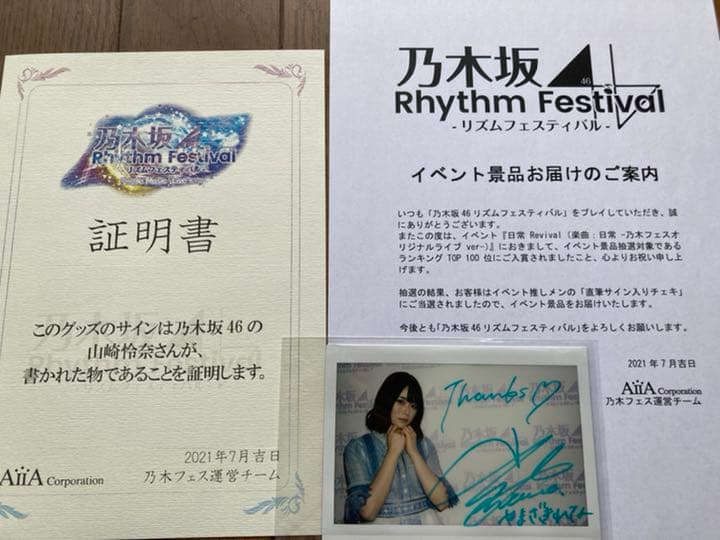 乃木坂46
Rhythm Festival
リズムフェスティバル
証明書
このグッズのサインは乃木坂46の
山崎怜奈さんが、
書かれた物であることを証明します。
2021年7月吉日
AiiA Corporation
乃木フェス運営チーム
乃木坂46
Rhythm Festival
- リズムフェスティバル -
イベント景品お届けのご案内
いつも「乃木坂46リズムフェスティバル」をプレイしていただき、誠
にありがとうございます。
またこの度は、イベント『日常 Revival（楽曲：日常 -乃木フェスオ
リジナルライブ ver-)』におきまして、イベント景品抽選対象である
ランキング TOP 100 位にご入賞されましたこと、心よりお祝い申し上
げます。
抽選の結果、お客様はイベント推しメンの「直筆サイン入りチェキ」
にご当選されましたので、イベント景品をお届けいたします。
今後とも「乃木坂46リズムフェスティバル」をよろしくお願いします。
2021年7月吉日
AiiA Corporation
乃木フェス運営チーム
Thanks♡
やまざきれな